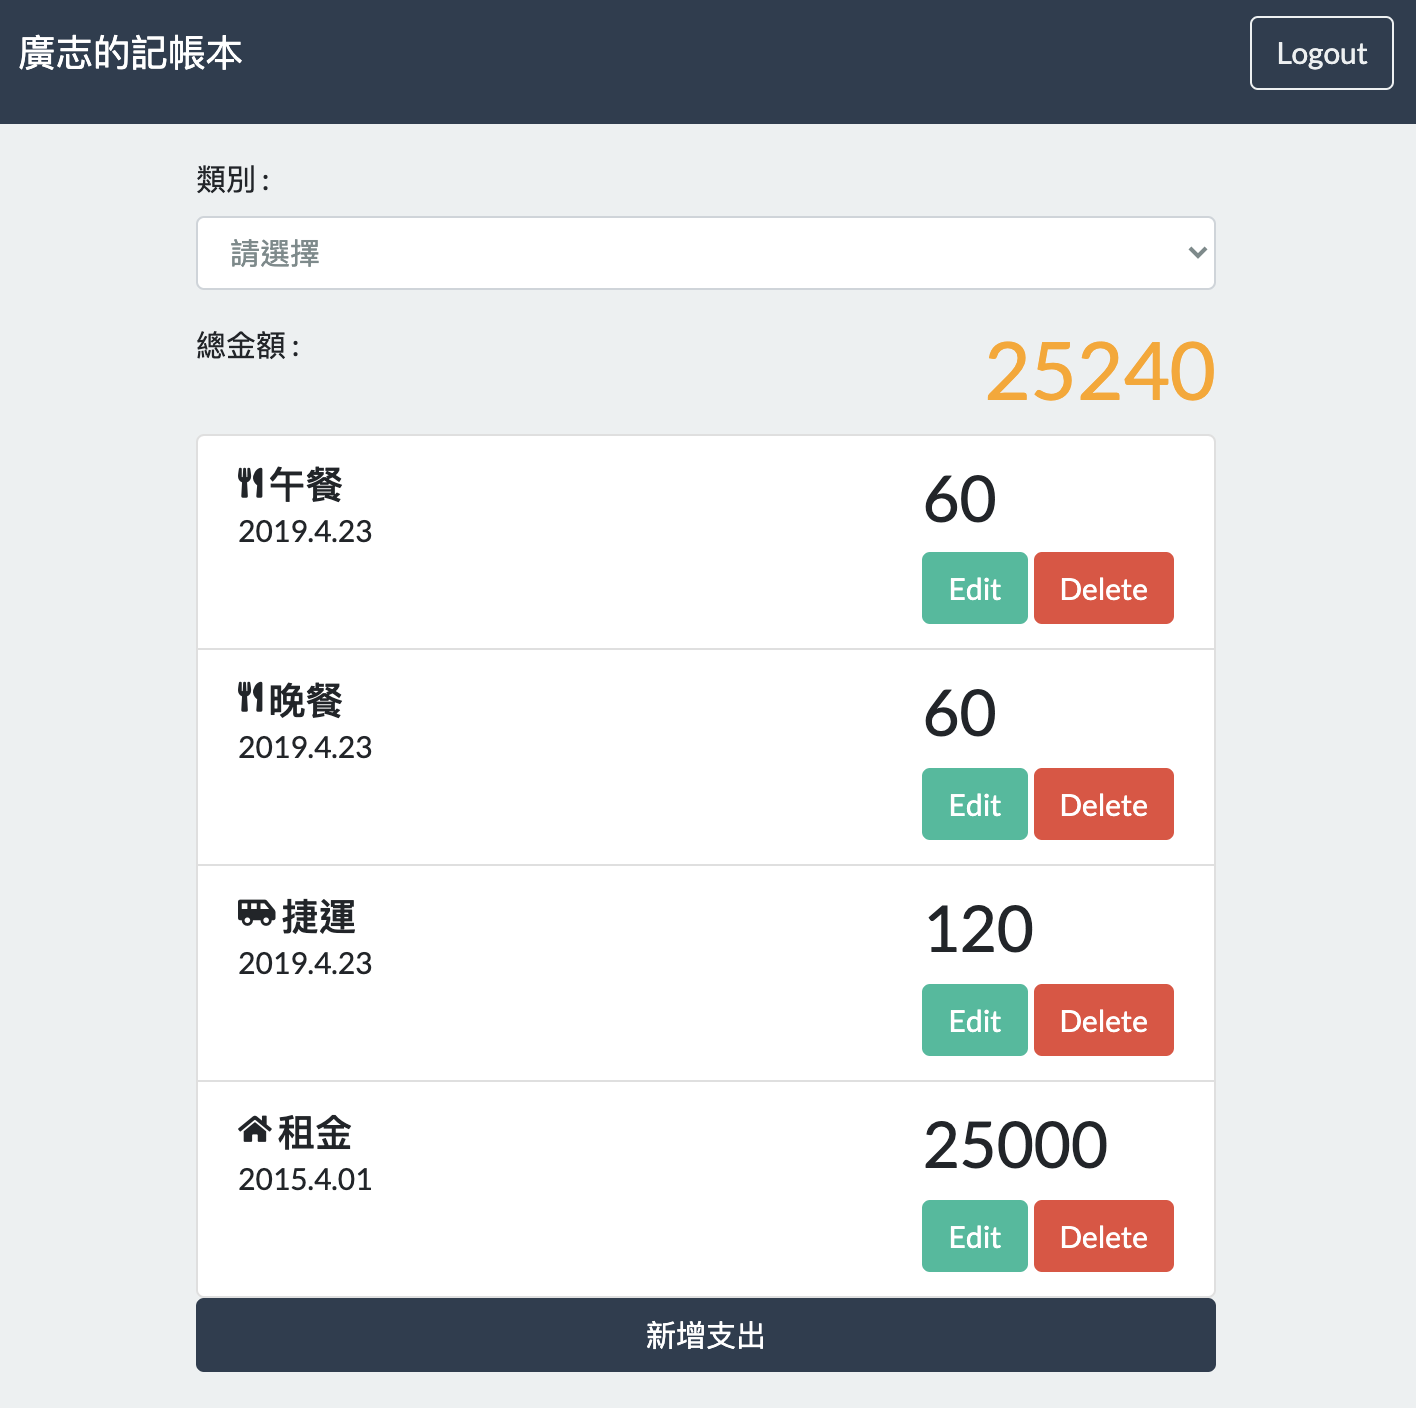 廣志的記帳本
Logout
類別 :
請選擇
總金額 :
25240
午餐
60
2019.4.23
Edit Delete
晚餐
60
2019.4.23
Edit Delete
捷運
120
2019.4.23
Edit Delete
租金
25000
2015.4.01
Edit Delete
新增支出